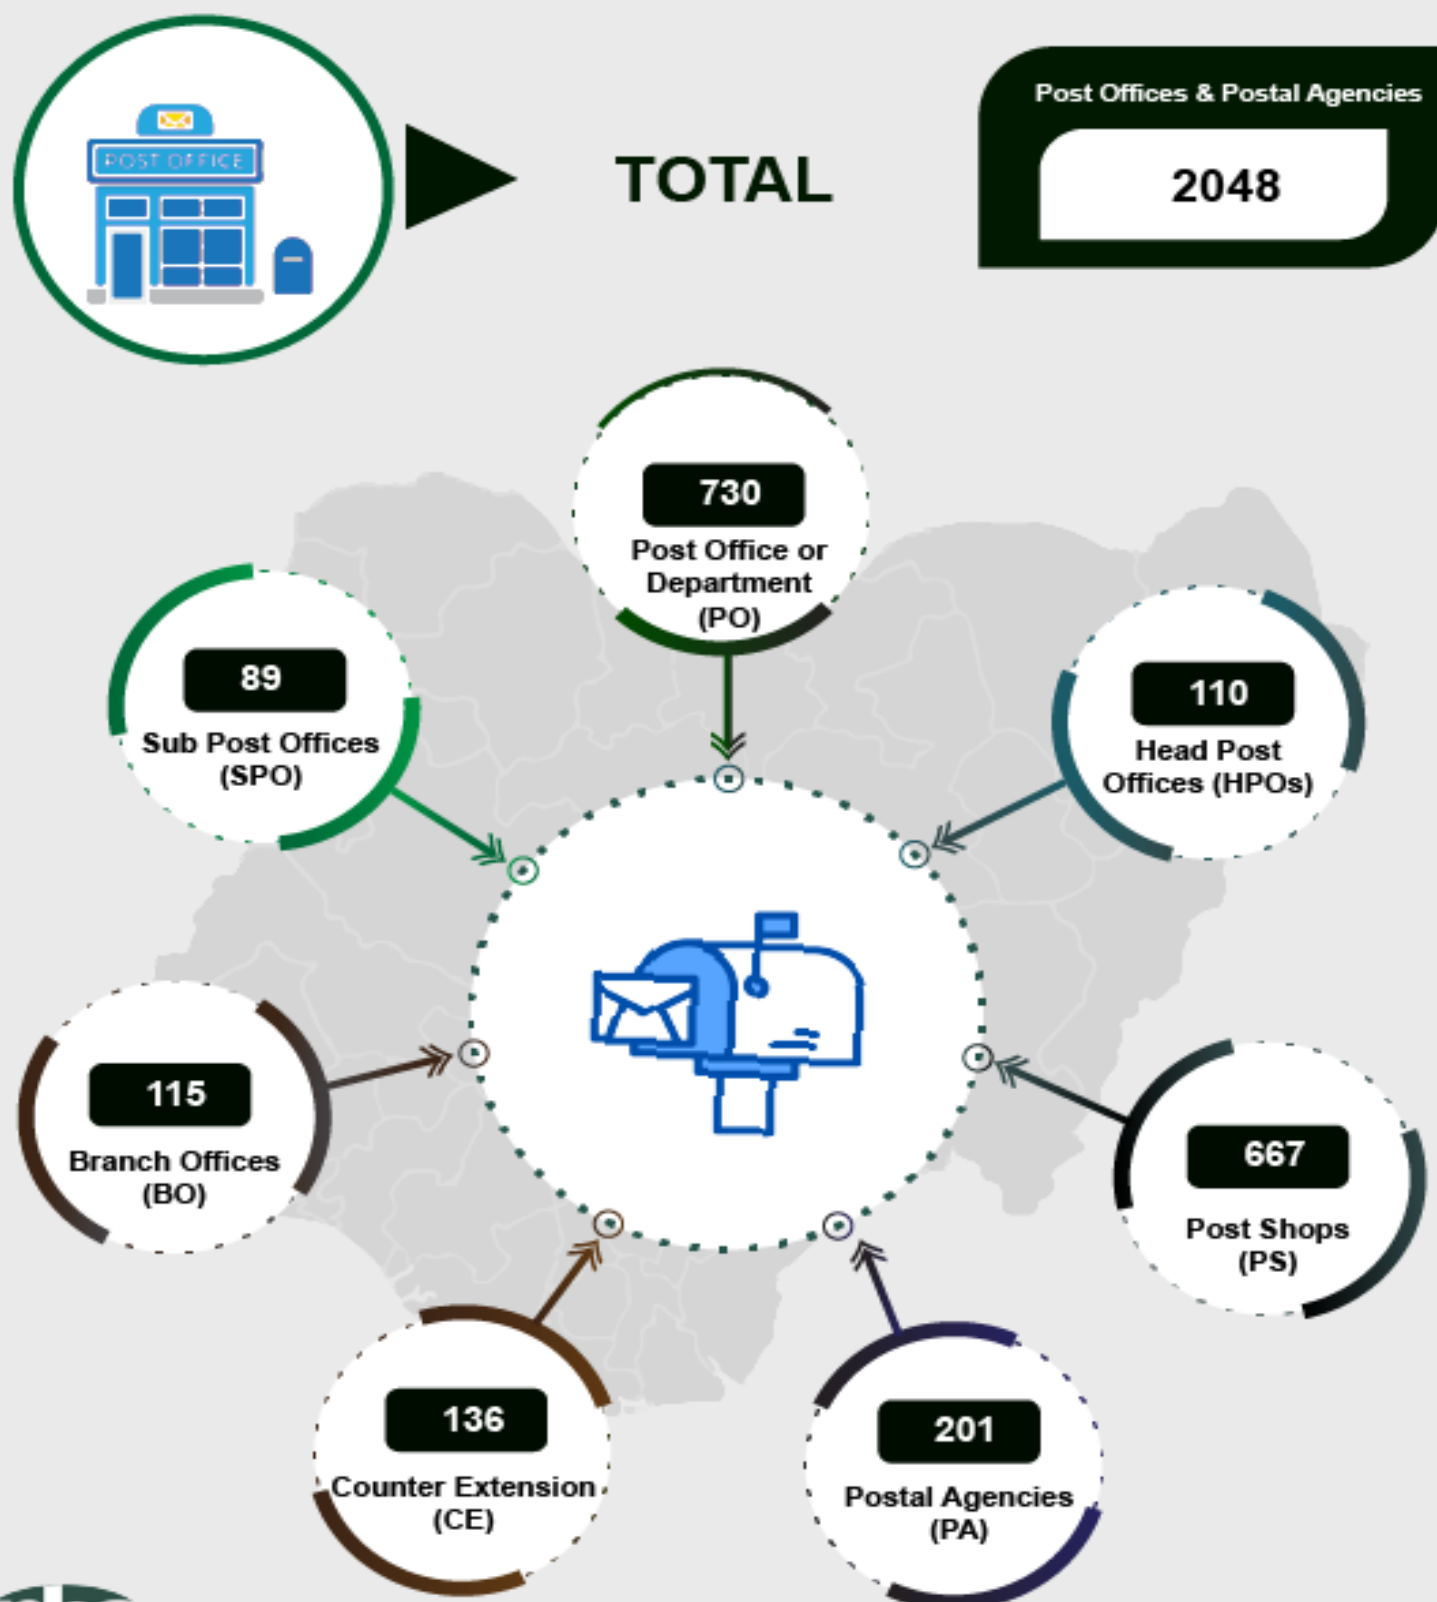 POST OFFICE
TOTAL
Post Offices & Postal Agencies
2048
730
Post Office or
Department
(PO)
89
Sub Post Offices
(SPO)
110
Head Post
Offices (HPOs)
115
Branch Offices
(BO)
667
Post Shops
(PS)
136
Counter Extension
(CE)
201
Postal Agencies
(PA)